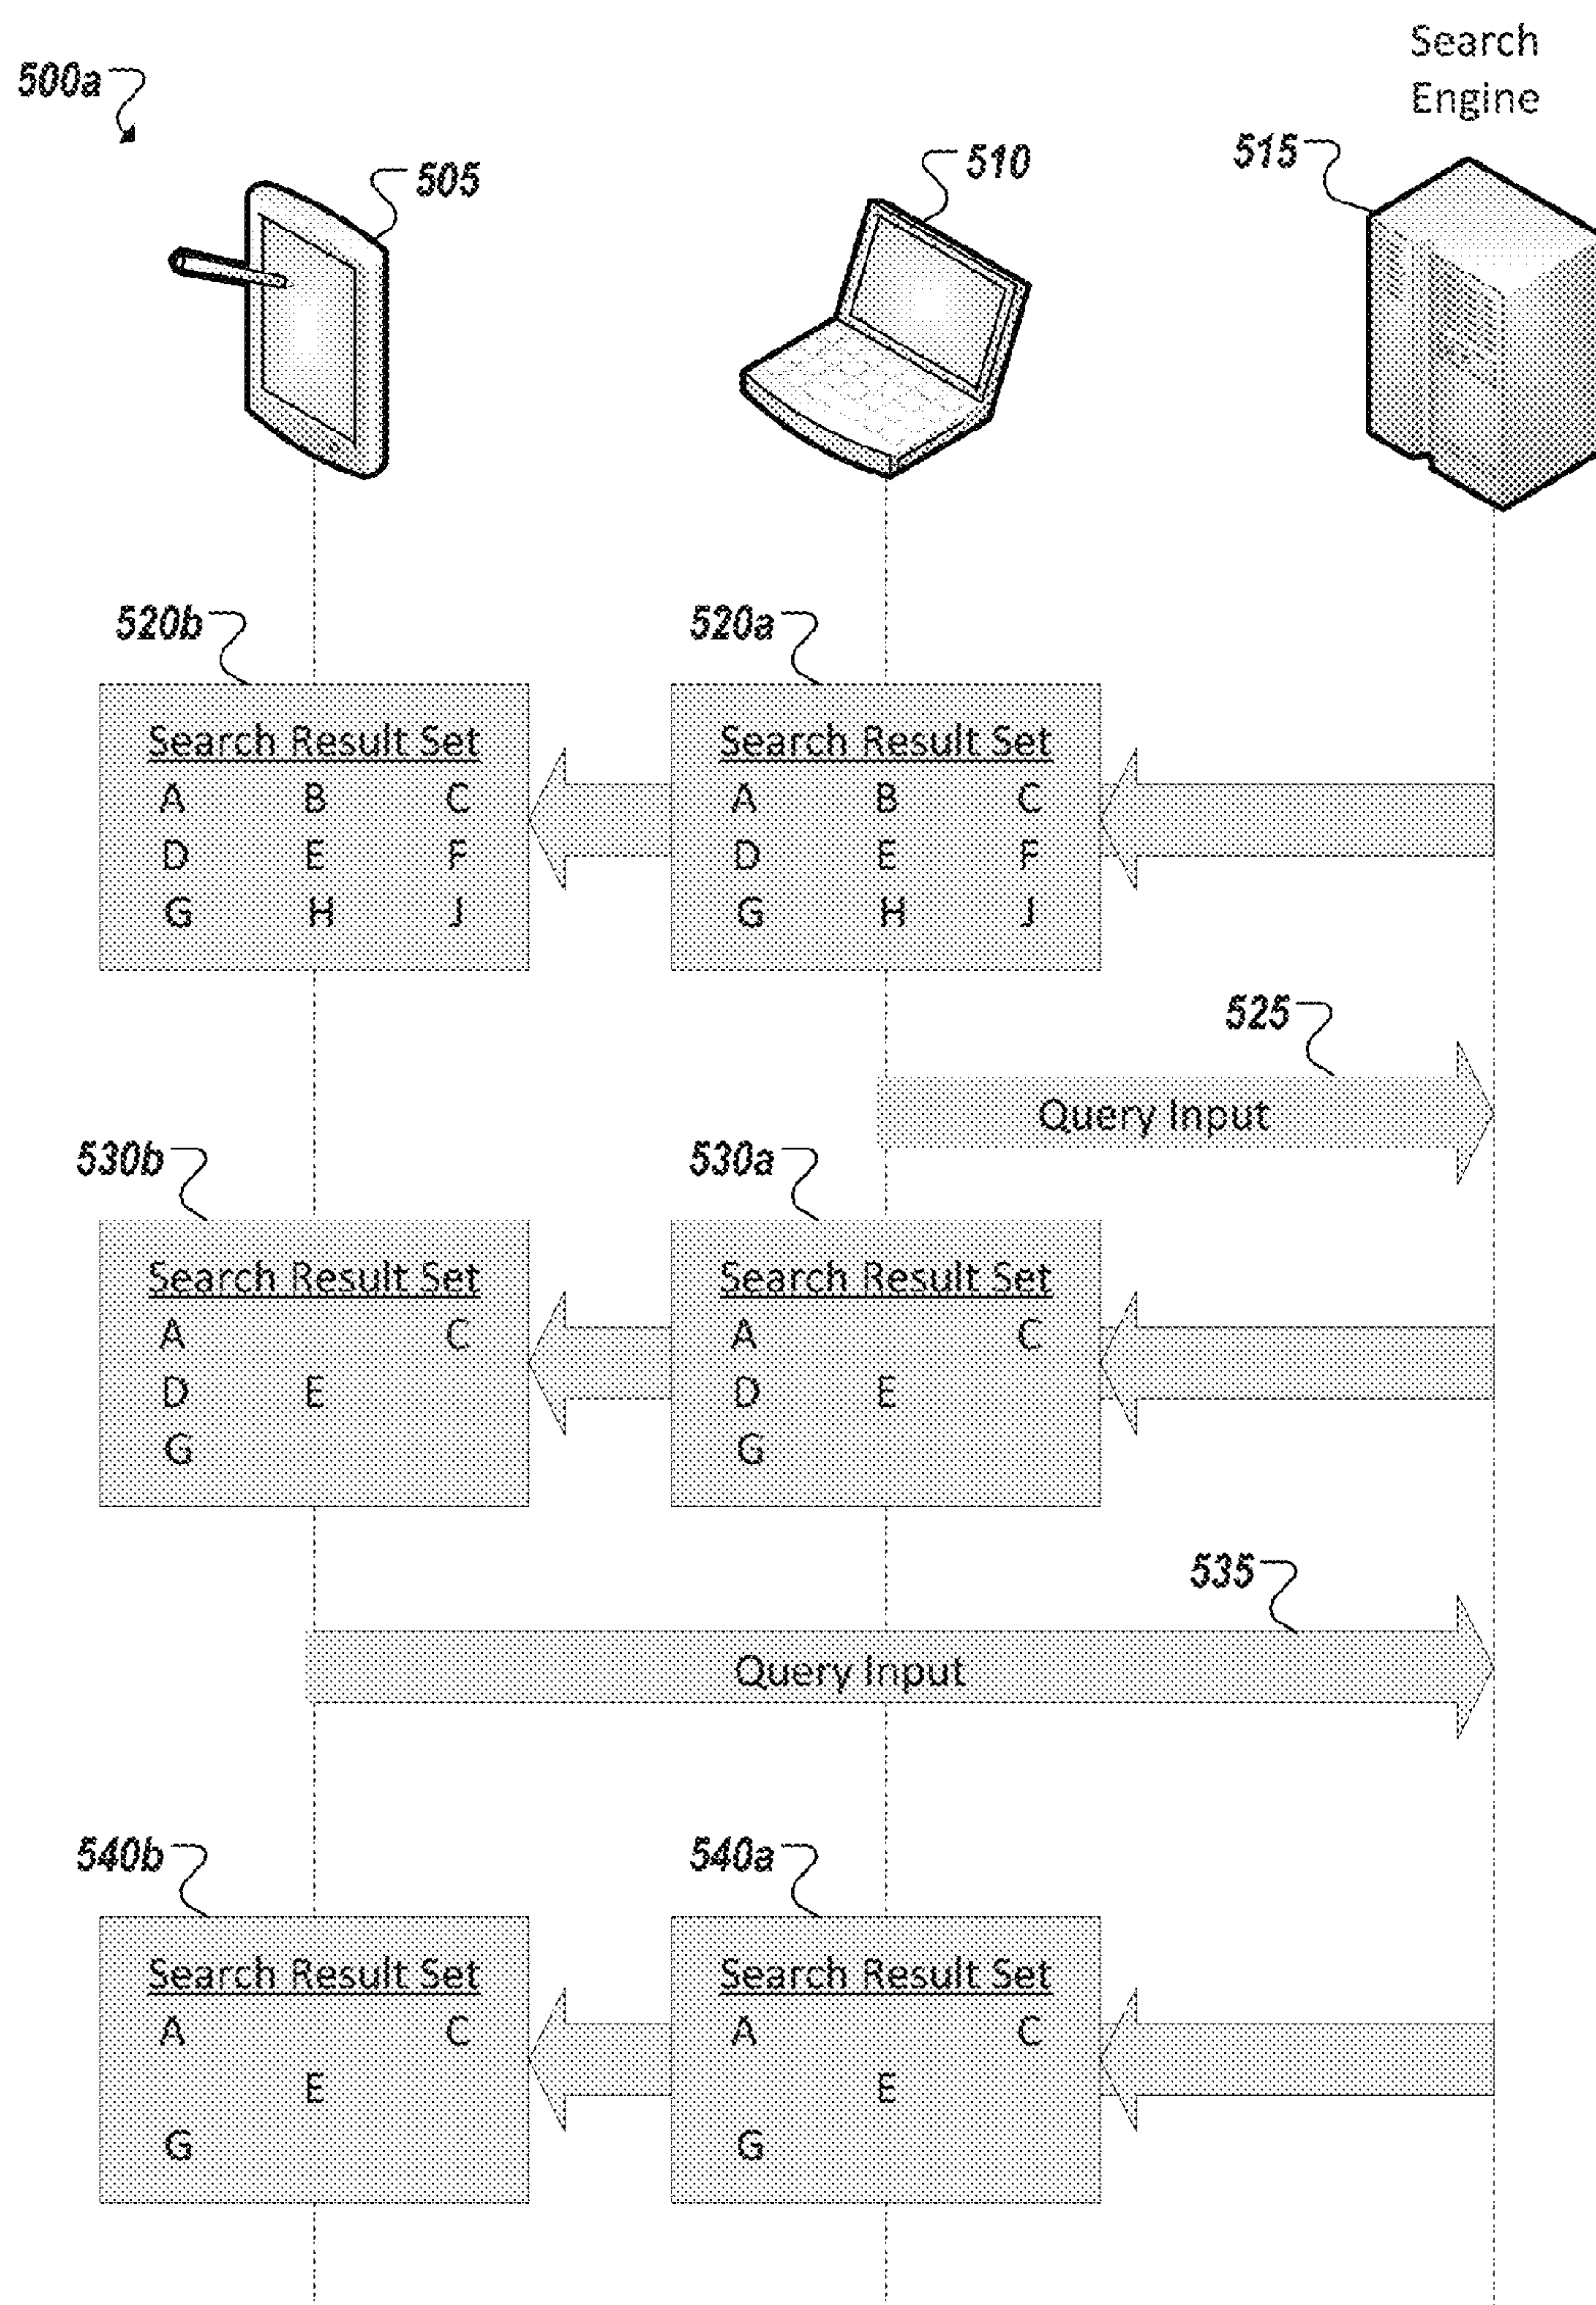 Search
Engine
500a
505
510
515
520b
520a
Search Result Set
A B C
D E F
G H J
Search Result Set
A B C
D E F
G H J
525
Query Input
530b
530a
Search Result Set
A C
D E
G
Search Result Set
A C
D E
G
535
Query Input
540b
540a
Search Result Set
A C
E
G
Search Result Set
A C
E
G